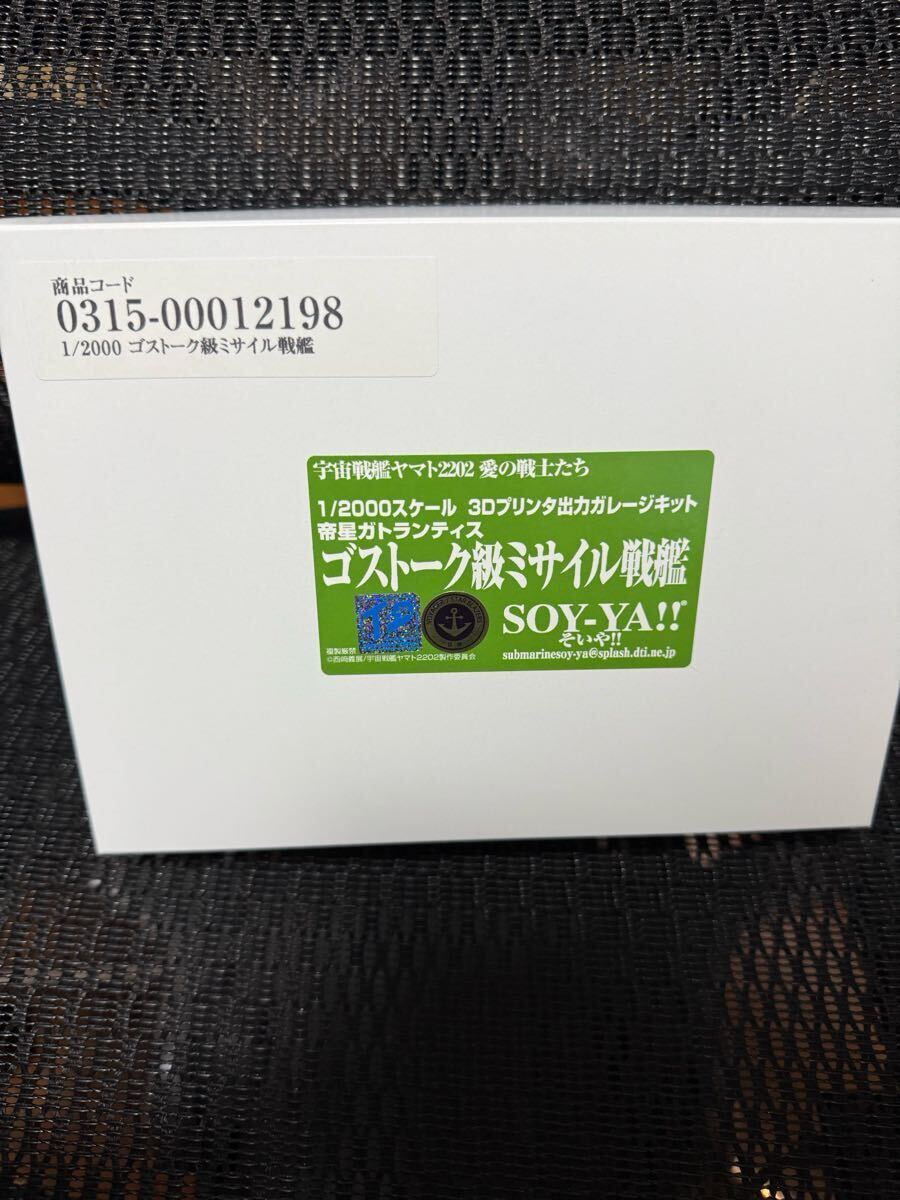 商品コード
0315-00012198
1/2000 ゴストーク級ミサイル戦艦
宇宙戦艦ヤマト2202 愛の戦士たち
1/2000スケール 3Dプリンタ出力ガレージキット
帝星ガトランティス
ゴストーク級ミサイル戦艦
SOY-YA!!
そいや!!
submarinesoy-ya@splash.dti.ne.jp
複製厳禁
©西﨑義展/宇宙戦艦ヤマト2202製作委員会